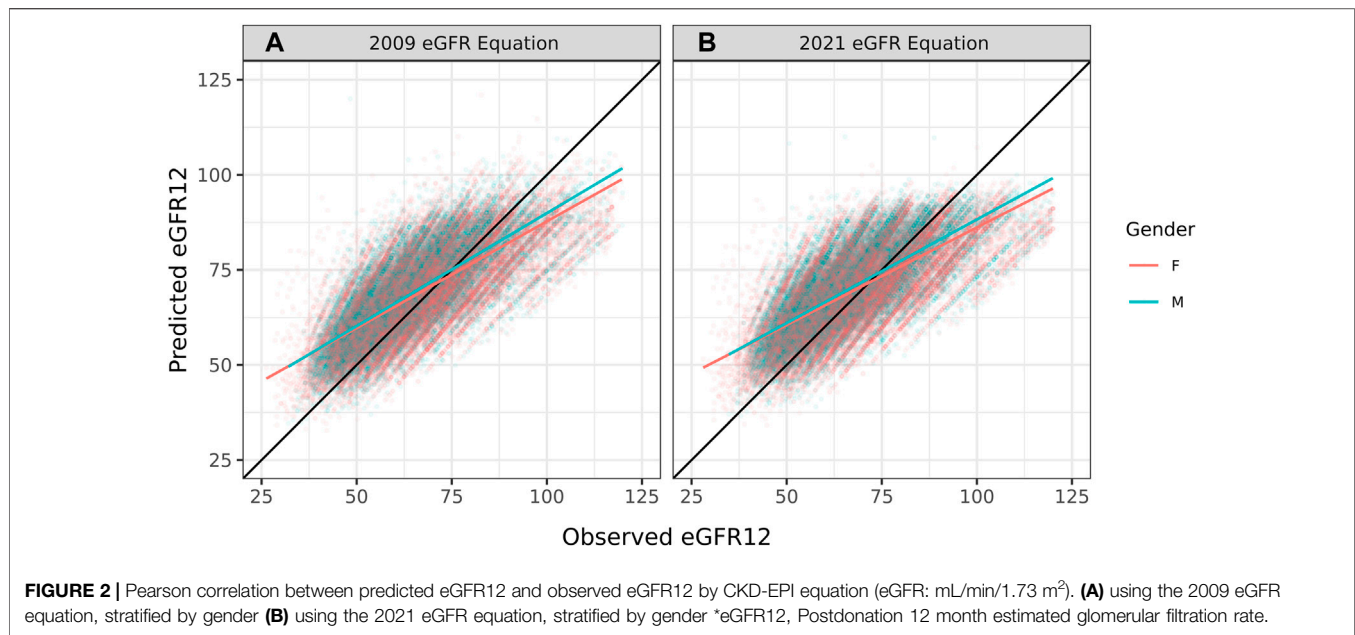 A 2009 eGFR Equation B 2021 eGFR Equation
125
100
75
50
25
Predicted eGFR12
25 50 75 100 125 25 50 75 100 125
Observed eGFR12
Gender
F
M
FIGURE 2 | Pearson correlation between predicted eGFR12 and observed eGFR12 by CKD-EPI equation (eGFR: mL/min/1.73 m²). (A) using the 2009 eGFR
equation, stratified by gender (B) using the 2021 eGFR equation, stratified by gender *eGFR12, Postdonation 12 month estimated glomerular filtration rate.